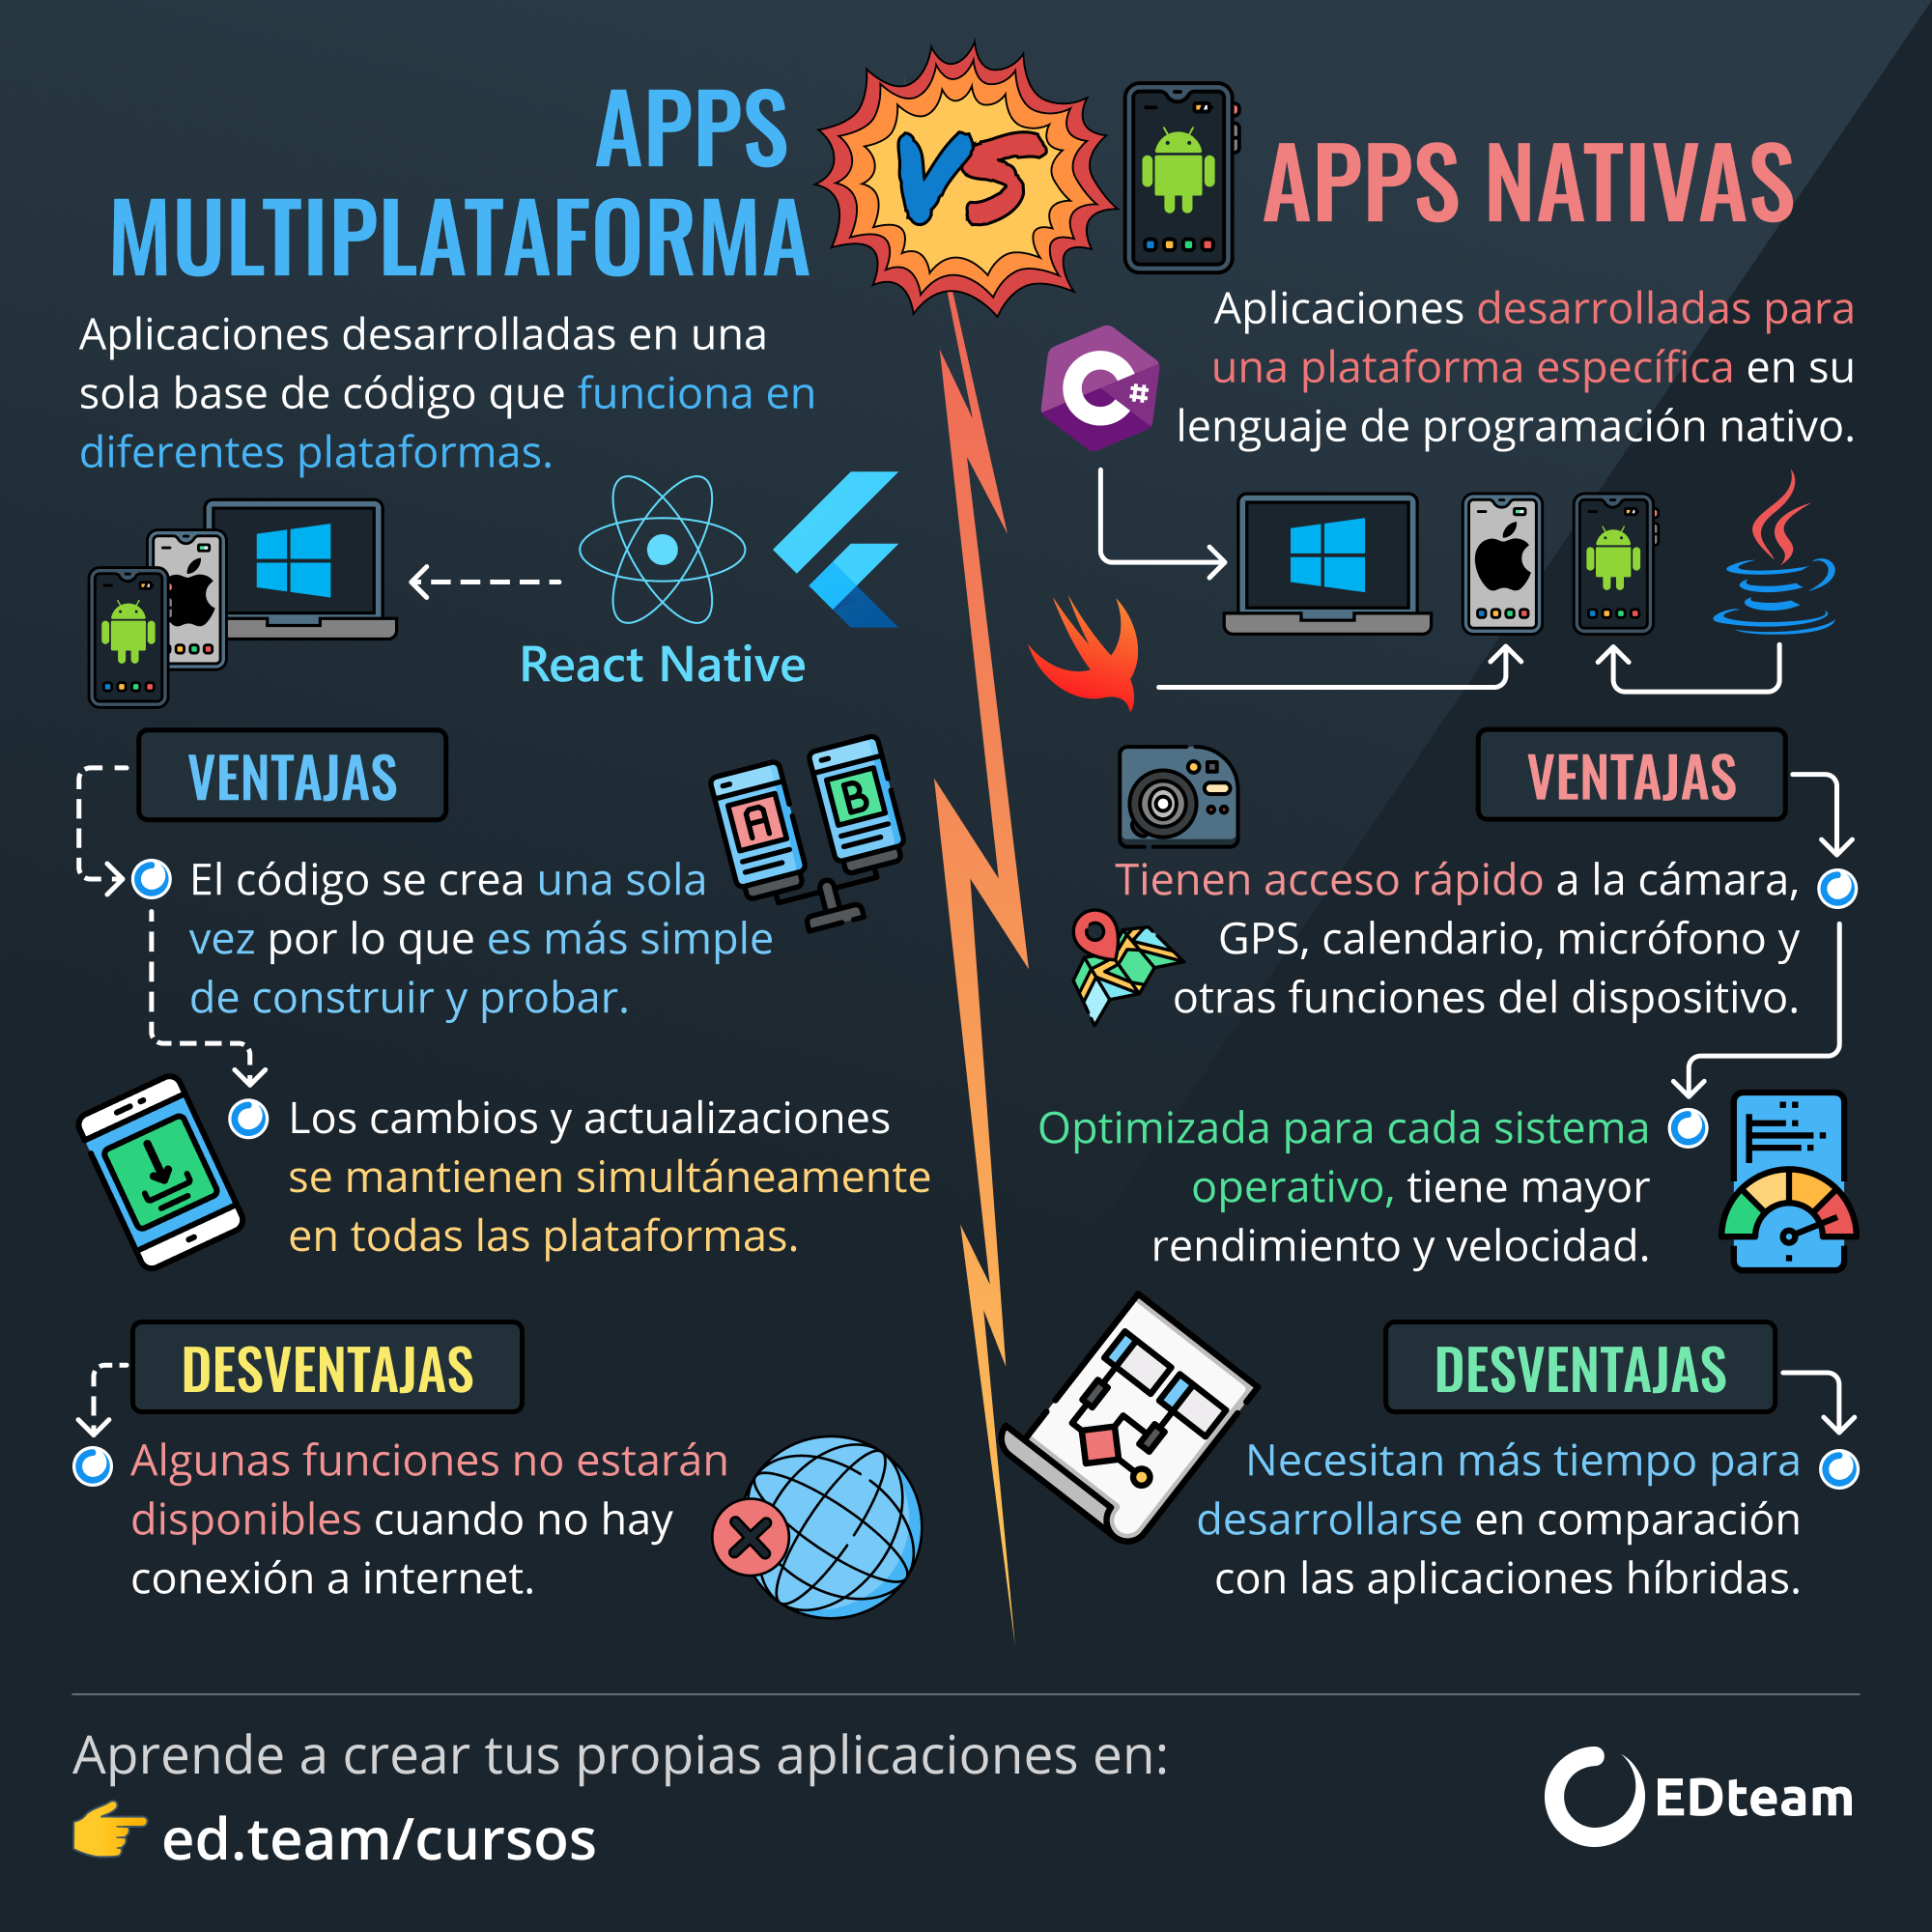 APPS
MULTIPLATAFORMA
VS
APPS NATIVAS
Aplicaciones desarrolladas en una
sola base de código que funciona en
diferentes plataformas.
React Native
Aplicaciones desarrolladas para
una plataforma específica en su
lenguaje de programación nativo.
C#
VENTAJAS
A
B
El código se crea una sola
vez por lo que es más simple
de construir y probar.
Los cambios y actualizaciones
se mantienen simultáneamente
en todas las plataformas.
DESVENTAJAS
Algunas funciones no estarán
disponibles cuando no hay
conexión a internet.
VENTAJAS
Tienen acceso rápido a la cámara,
GPS, calendario, micrófono y
otras funciones del dispositivo.
Optimizada para cada sistema
operativo, tiene mayor
rendimiento y velocidad.
DESVENTAJAS
Necesitan más tiempo para
desarrollarse en comparación
con las aplicaciones híbridas.
Aprende a crear tus propias aplicaciones en:
ed.team/cursos
EDteam